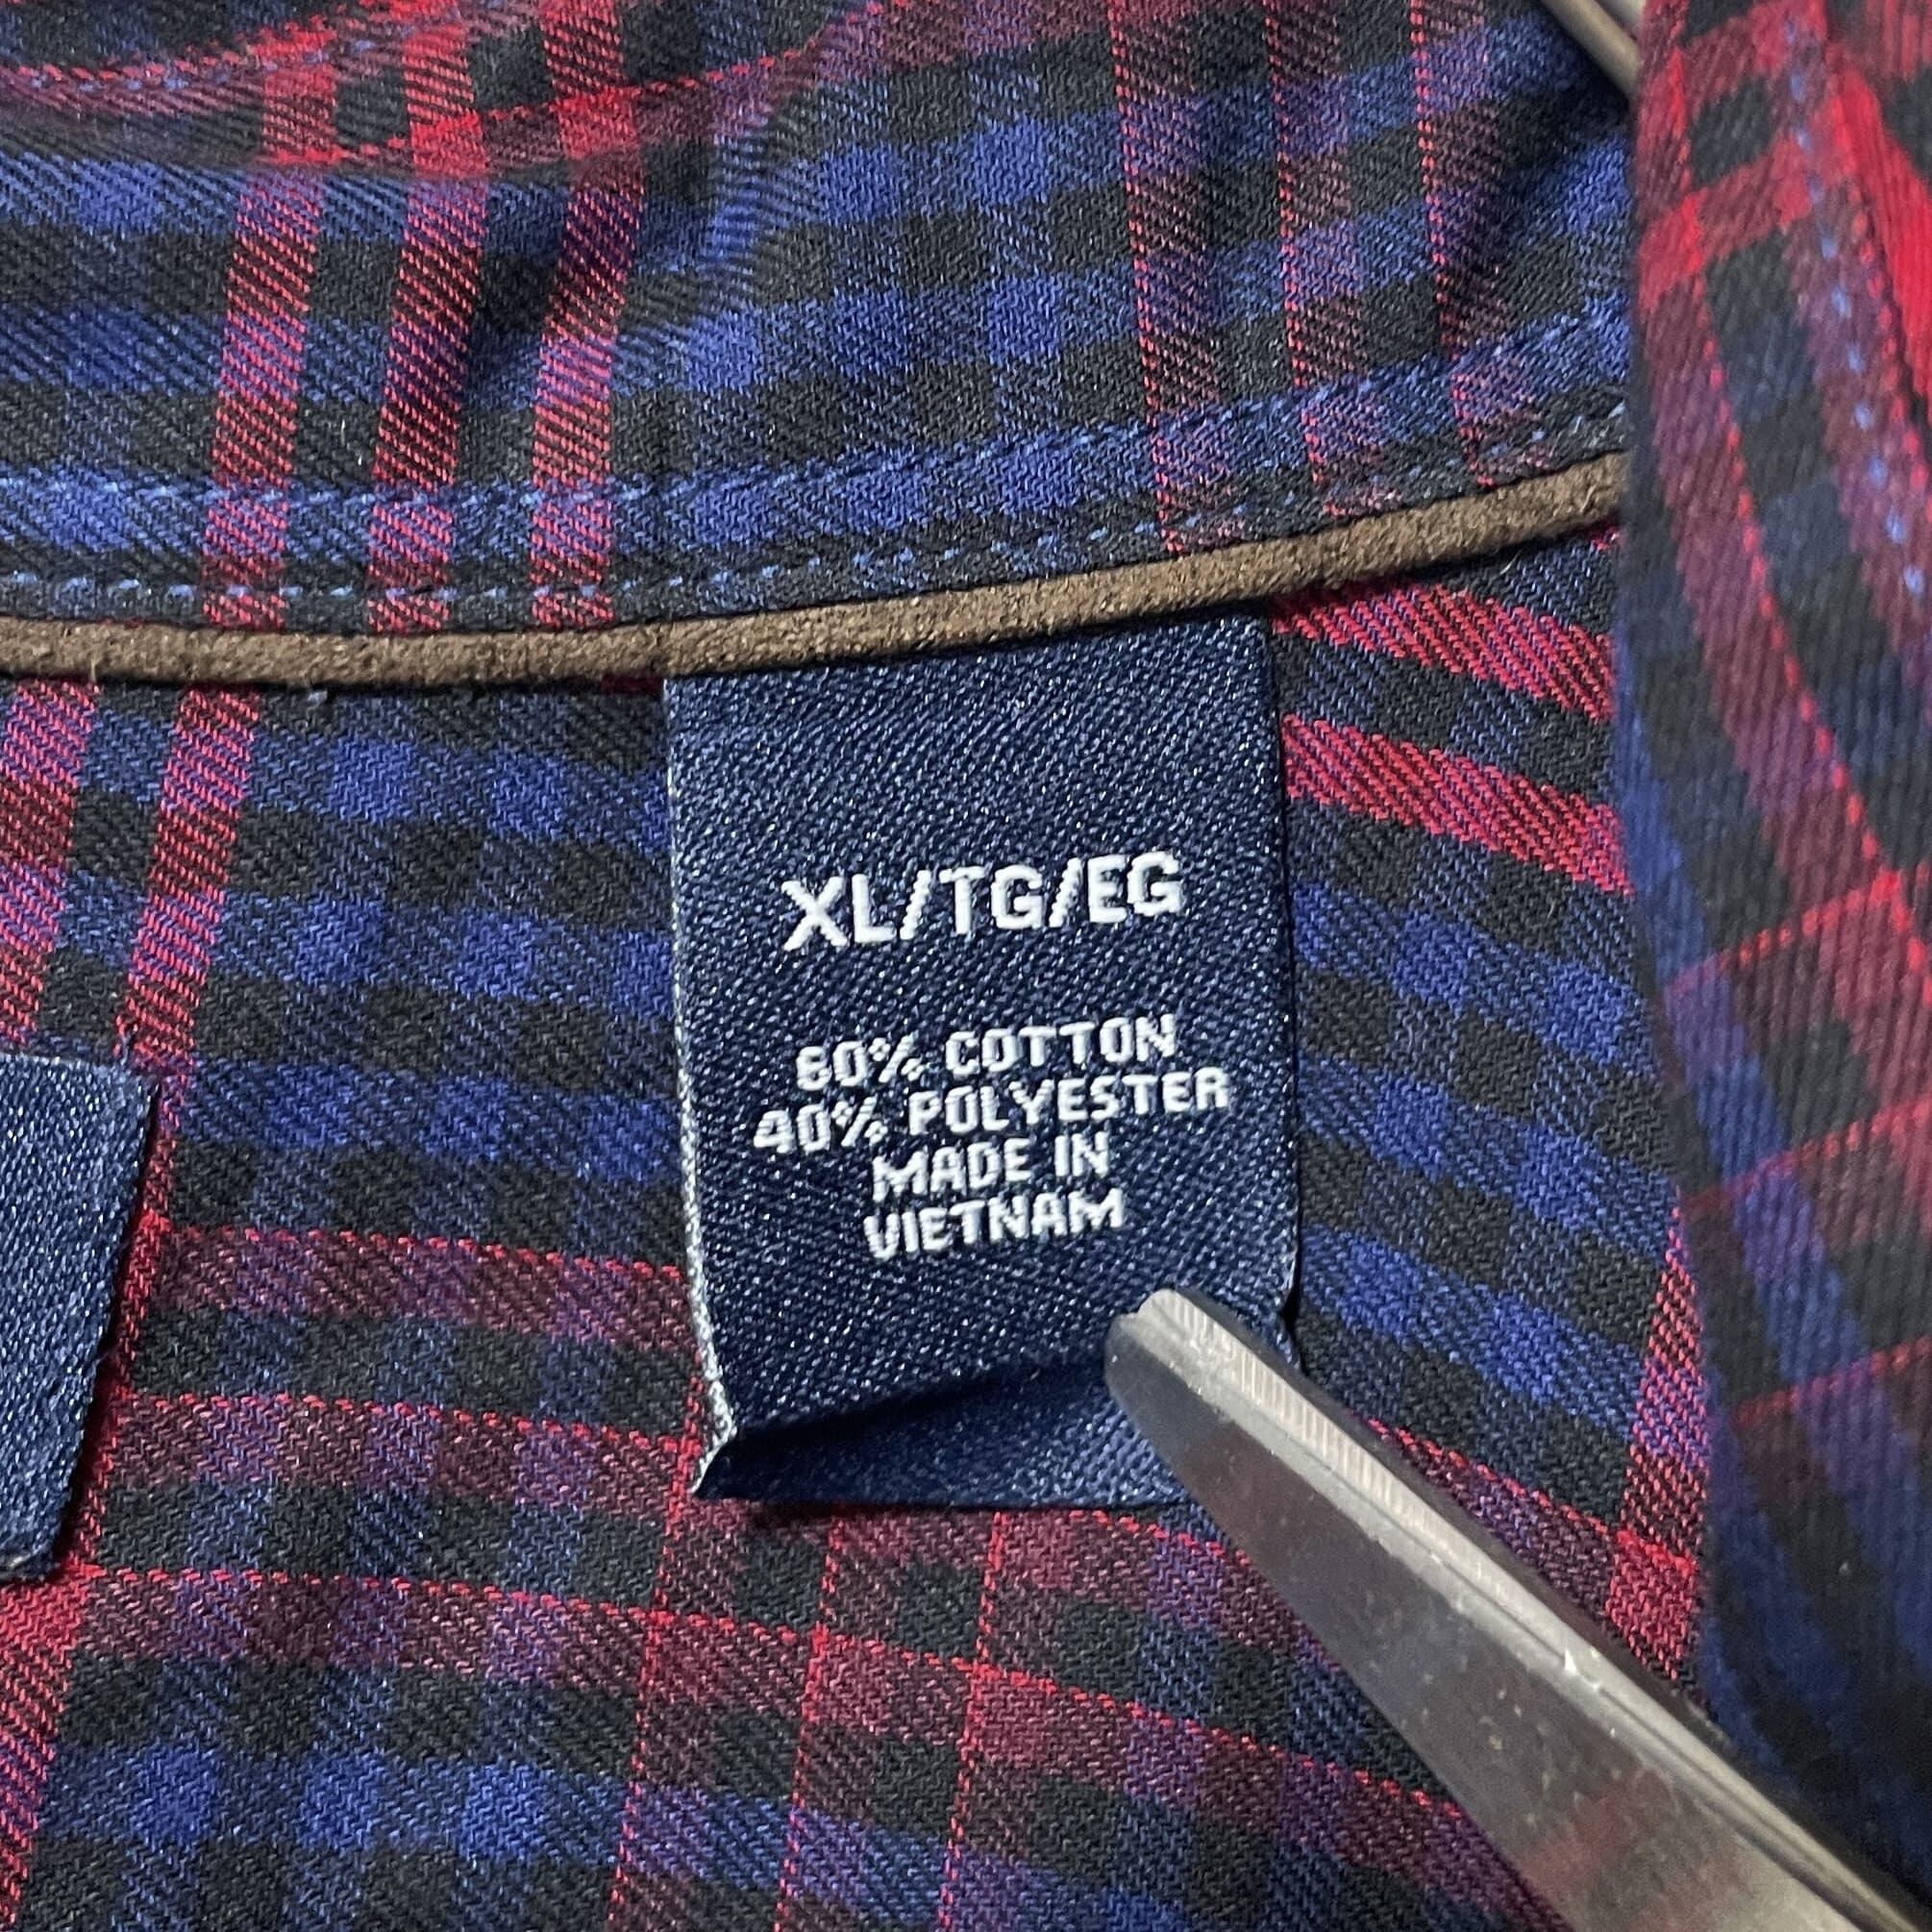 XL/TG/EG
60% COTTON
40% POLYESTER
MADE IN
VIETNAM